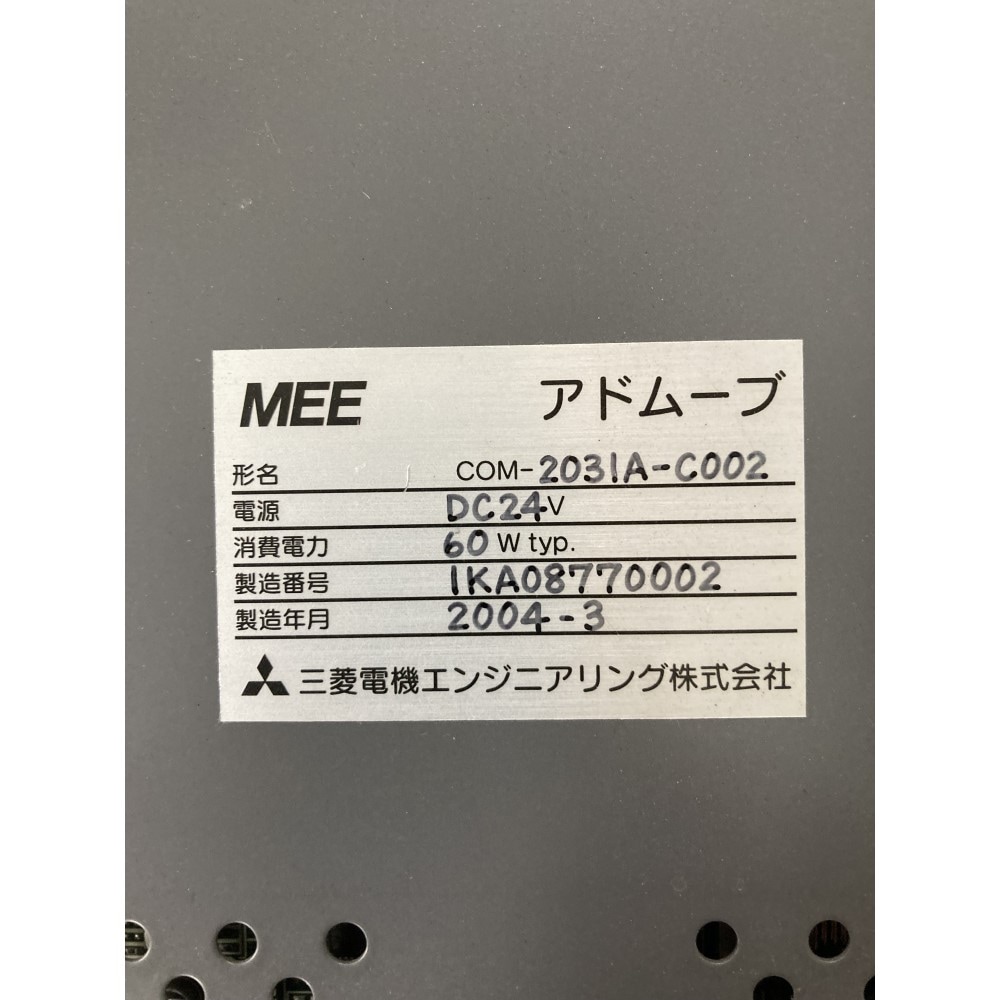 MEE アドムーブ
形名 COM-2031A-C002
電源 DC24V
消費電力 60 W typ.
製造番号 1KA08770002
製造年月 2004-3
三菱電機エンジニアリング株式会社